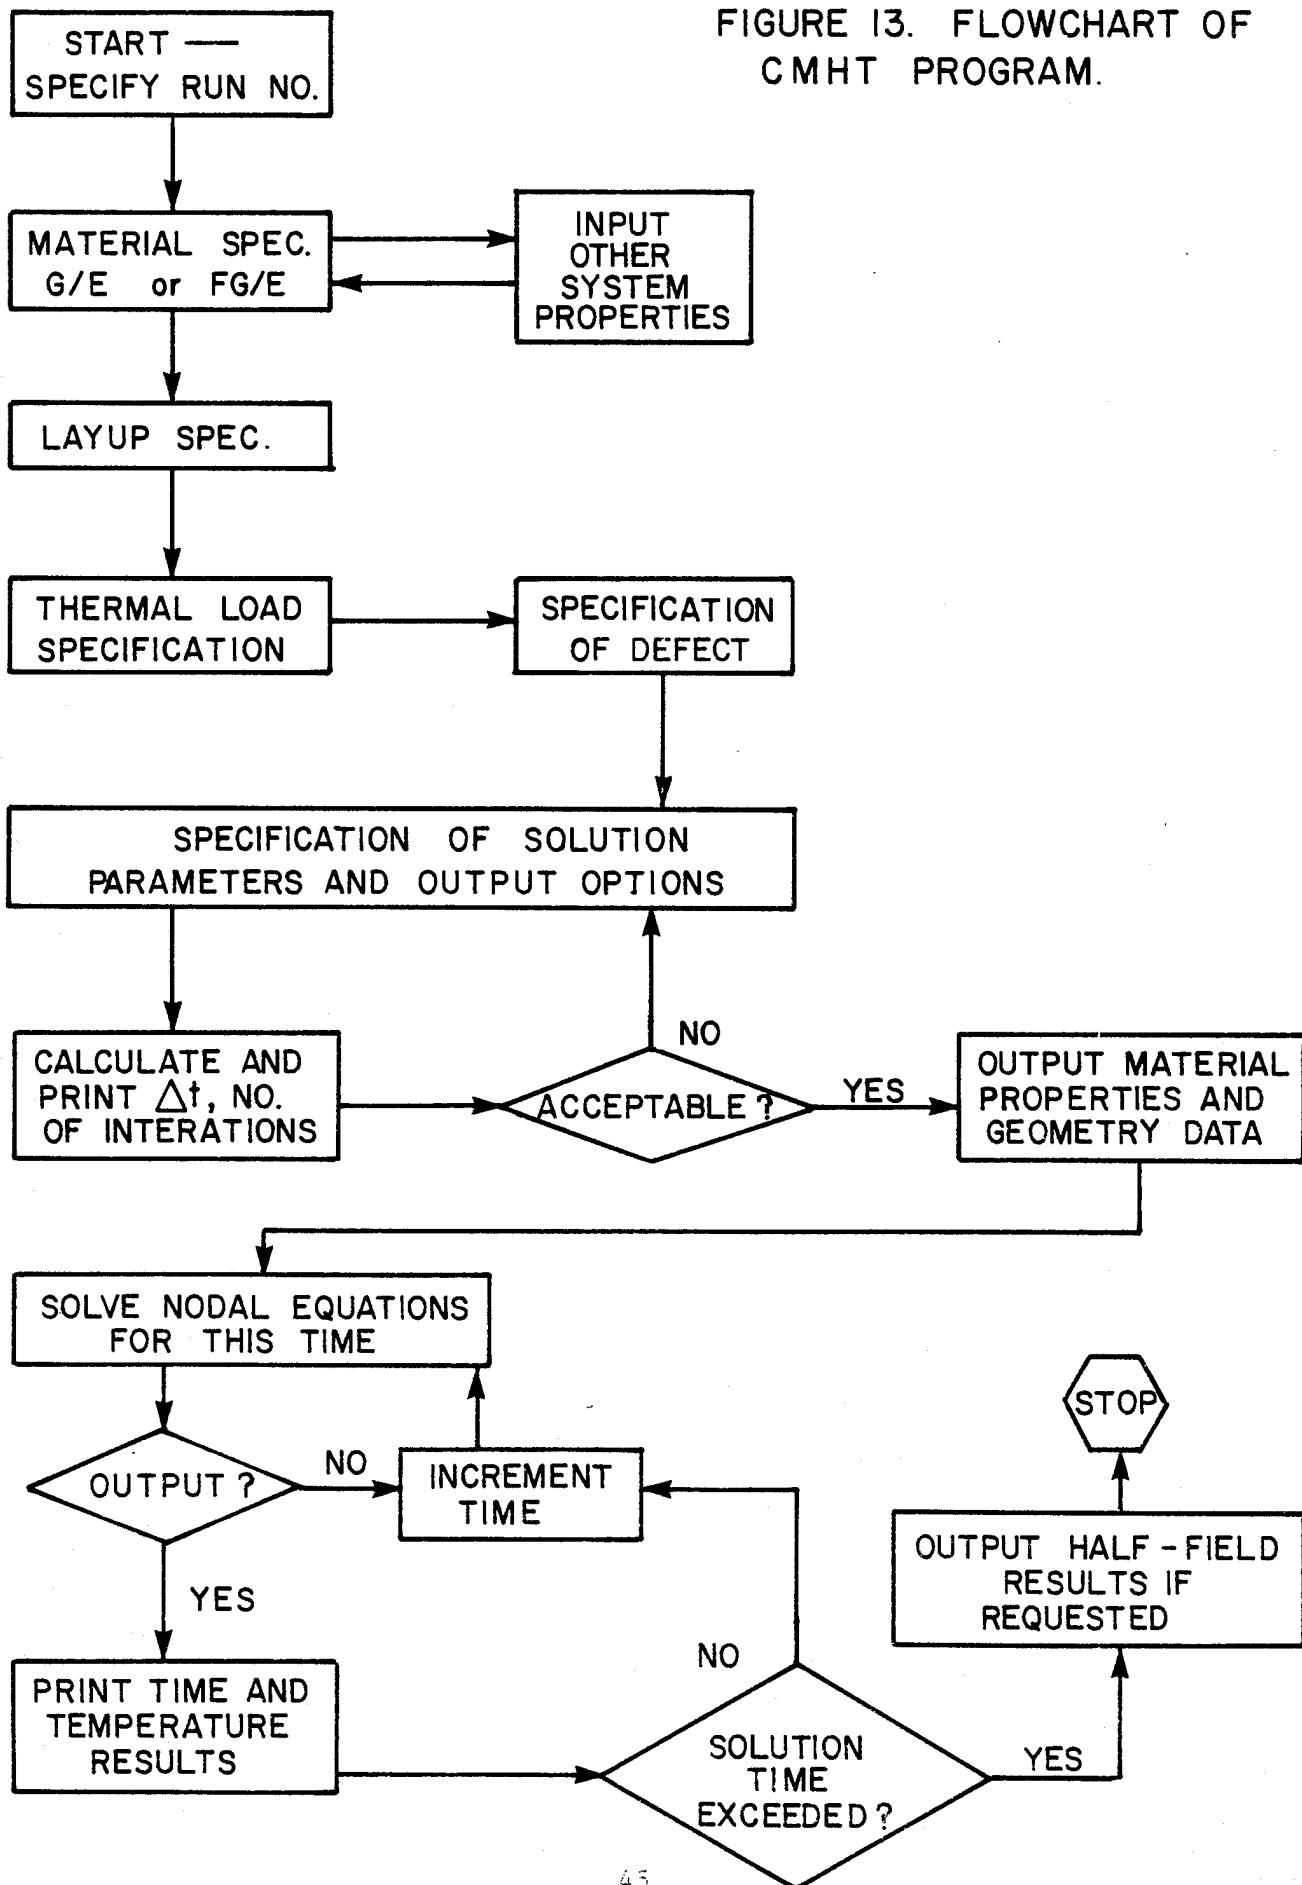 FIGURE 13. FLOWCHART OF
CMHT PROGRAM.
START —
SPECIFY RUN NO.
MATERIAL SPEC.
G/E or FG/E
INPUT
OTHER
SYSTEM
PROPERTIES
LAYUP SPEC.
THERMAL LOAD
SPECIFICATION
SPECIFICATION
OF DEFECT
SPECIFICATION OF SOLUTION
PARAMETERS AND OUTPUT OPTIONS
CALCULATE AND
PRINT Δt, NO.
OF INTERATIONS
ACCEPTABLE?
NO
YES
OUTPUT MATERIAL
PROPERTIES AND
GEOMETRY DATA
SOLVE NODAL EQUATIONS
FOR THIS TIME
OUTPUT?
NO
INCREMENT
TIME
YES
PRINT TIME AND
TEMPERATURE
RESULTS
SOLUTION
TIME
EXCEEDED?
NO
YES
OUTPUT HALF-FIELD
RESULTS IF
REQUESTED
STOP